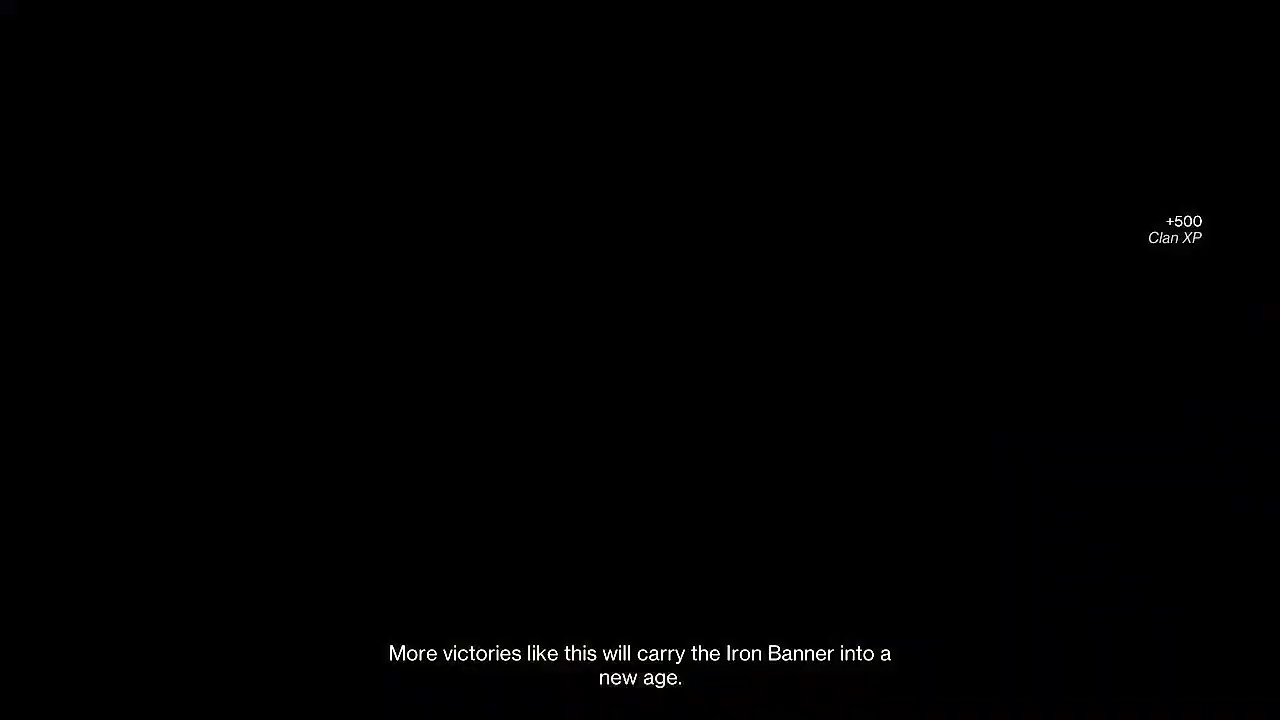 +500
Clan XP
More victories like this will carry the Iron Banner into a
new age.